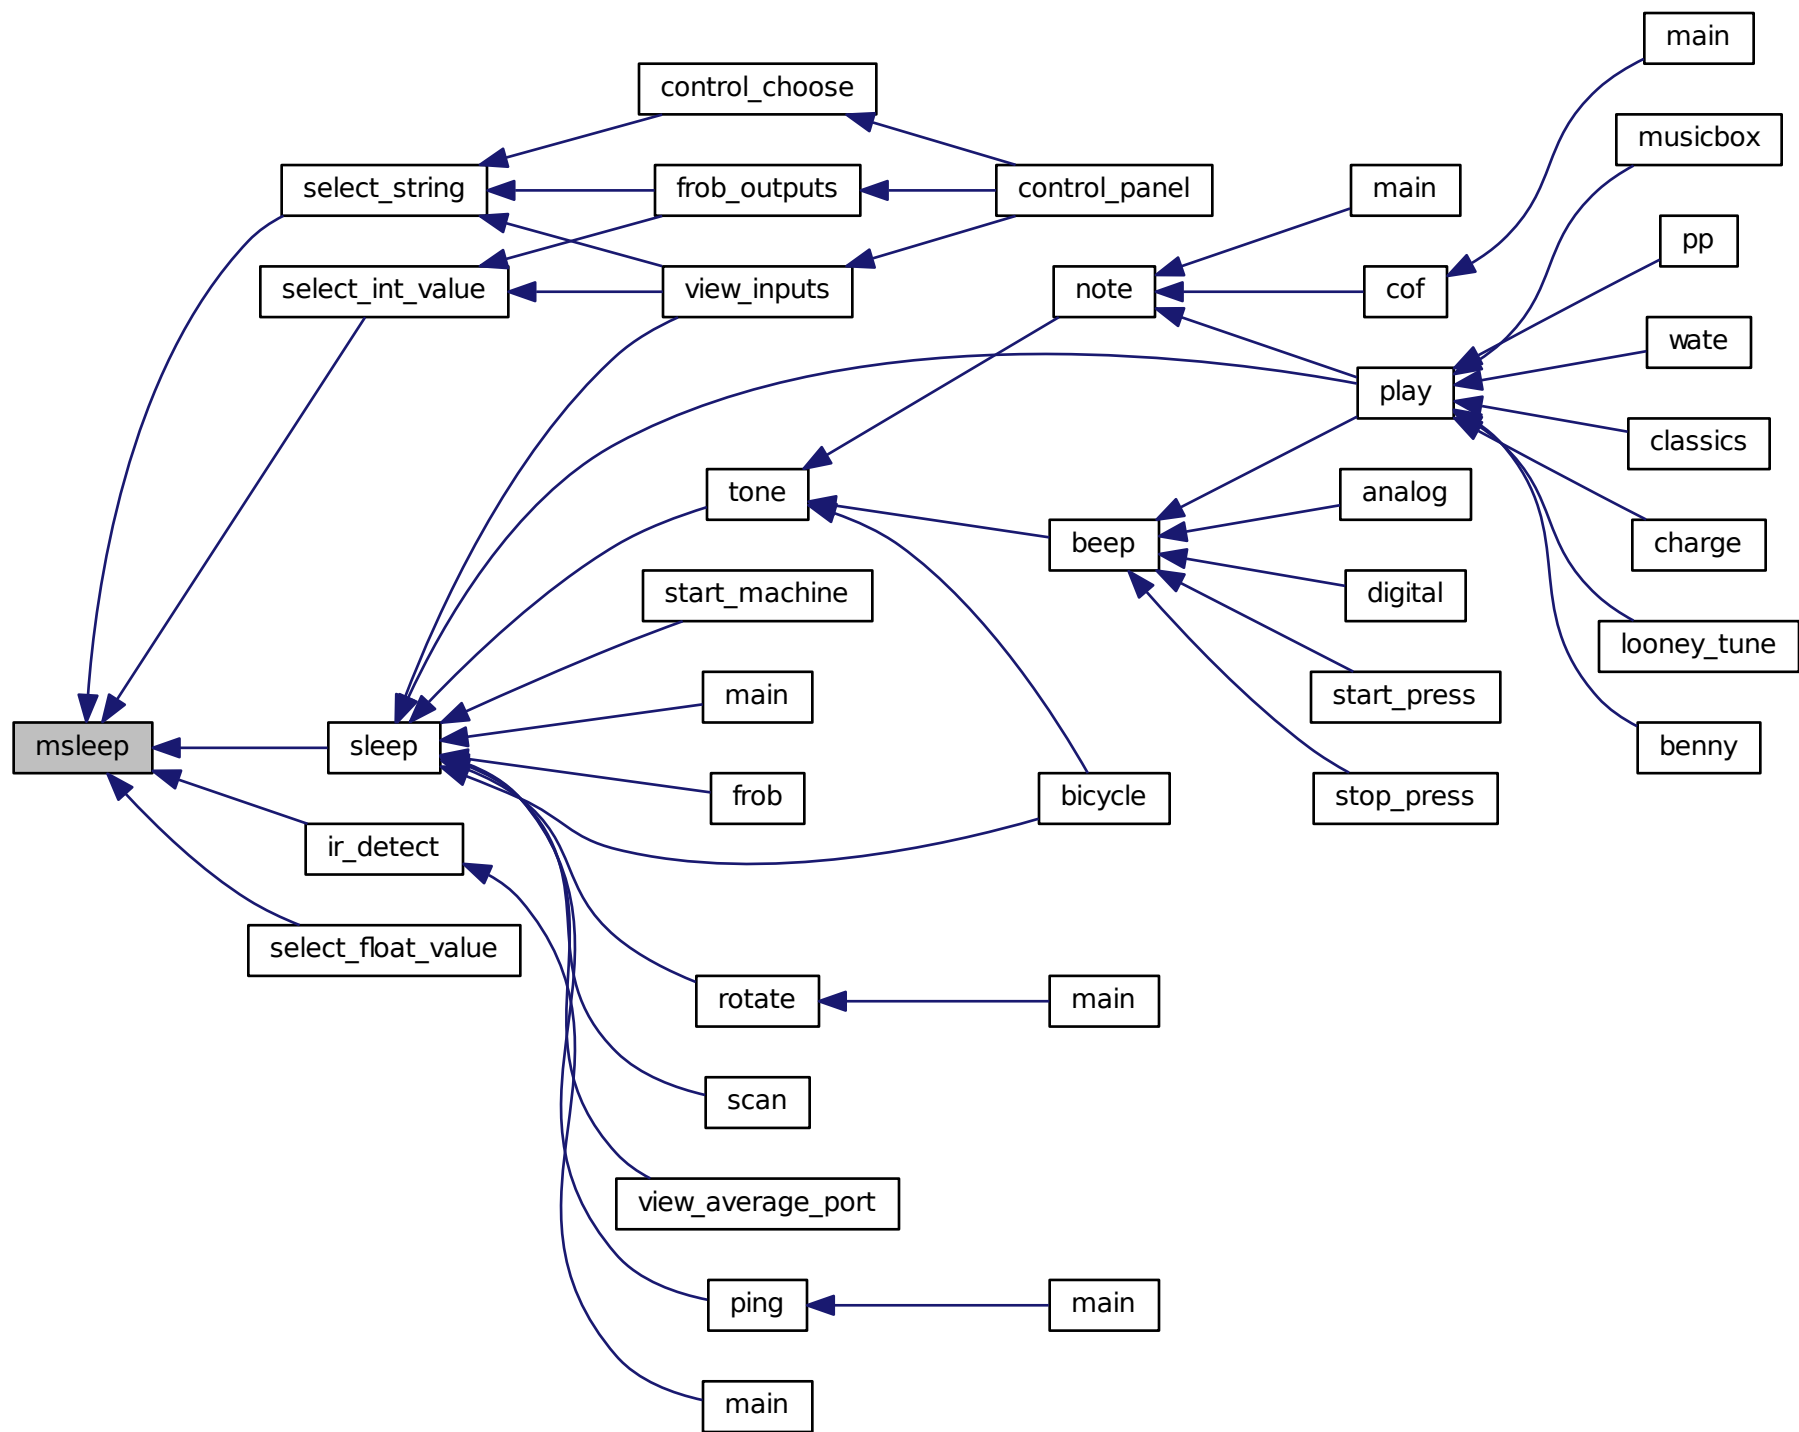 main
control_choose
musicbox
select_string
frob_outputs
control_panel
main
pp
select_int_value
view_inputs
note
cof
wate
play
classics
tone
analog
beep
charge
start_machine
digital
looney_tune
main
start_press
msleep
sleep
benny
frob
bicycle
stop_press
ir_detect
select_float_value
rotate
main
scan
view_average_port
ping
main
main